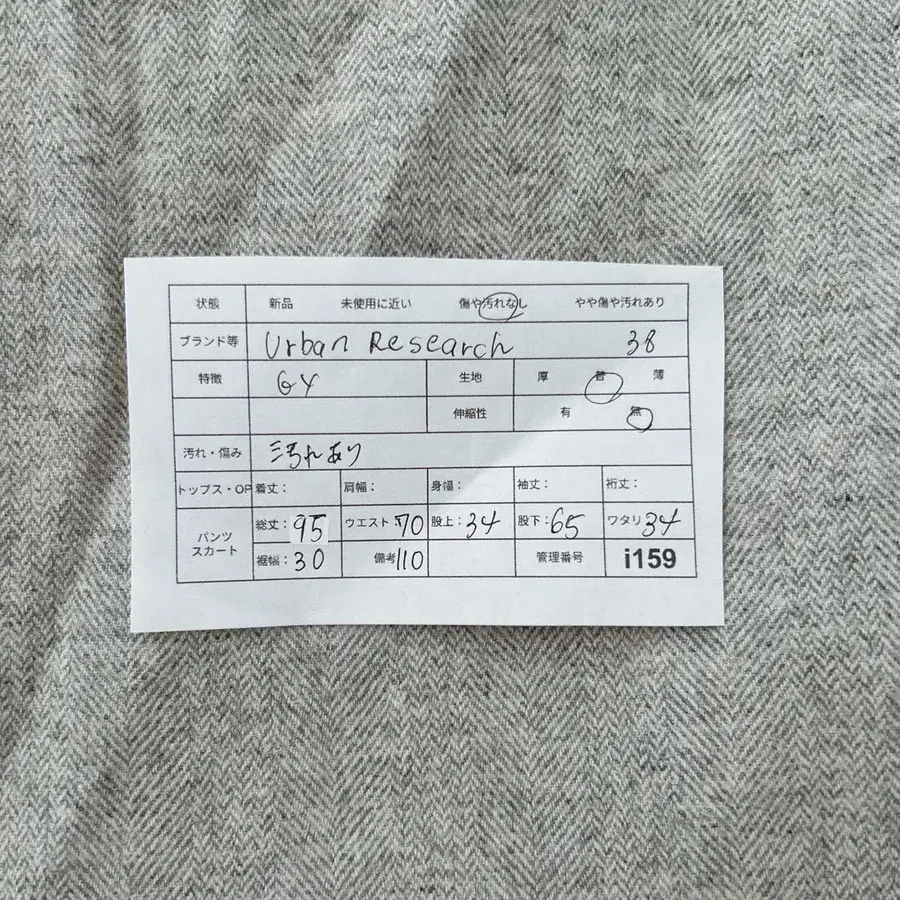 状態 新品 未使用に近い 傷や汚れなし やや傷や汚れあり
ブランド等 Urban Research 38
特徴 GY 生地 厚 普 薄
伸縮性 有 無
汚れ・傷み 汚れあり
トップス・OP 着丈： 肩幅： 身幅： 袖丈： 裄丈：
パンツ スカート 総丈：95 ウエスト：70 股上：34 股下：65 ワタリ 34
裾幅：30 備考 110 管理番号 i159